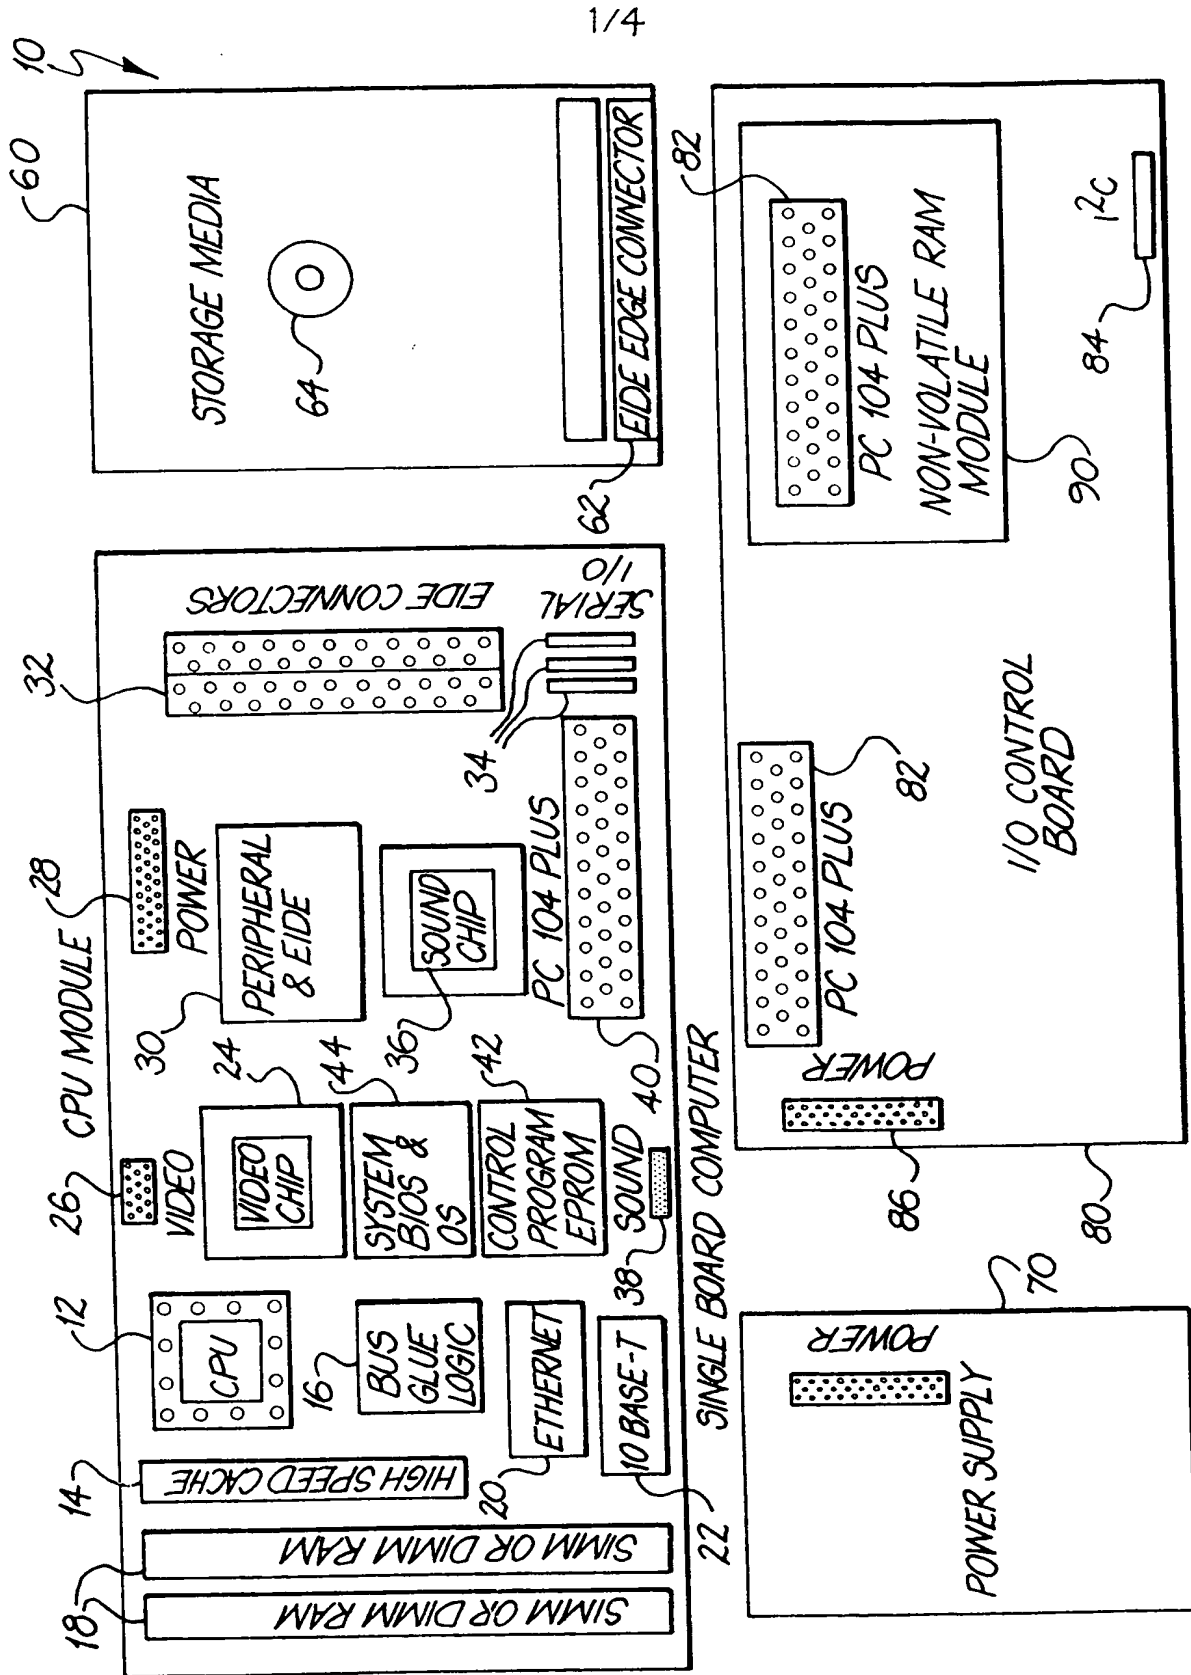 1/4
10
CPU MODULE
60
STORAGE MEDIA
64
EIDE EDGE CONNECTOR
62
18
SIMM OR DIMM RAM
SIMM OR DIMM RAM
14
HIGH SPEED CACHE
12
CPU
16
BUS
GLUE
LOGIC
20
ETHERNET
22
10 BASE-T
26
VIDEO
24
VIDEO
CHIP
44
SYSTEM
BIOS &
OS
42
CONTROL
PROGRAM
EPROM
38
SOUND
28
POWER
30
PERIPHERAL
& EIDE
36
SOUND
CHIP
PC 104 PLUS
40
32
EIDE CONNECTORS
34
SERIAL
I/O
SINGLE BOARD COMPUTER
70
POWER
POWER SUPPLY
80
86
POWER
82
PC 104 PLUS
I/O CONTROL
BOARD
82
PC 104 PLUS
NON-VOLATILE RAM
MODULE
90
84
I2C